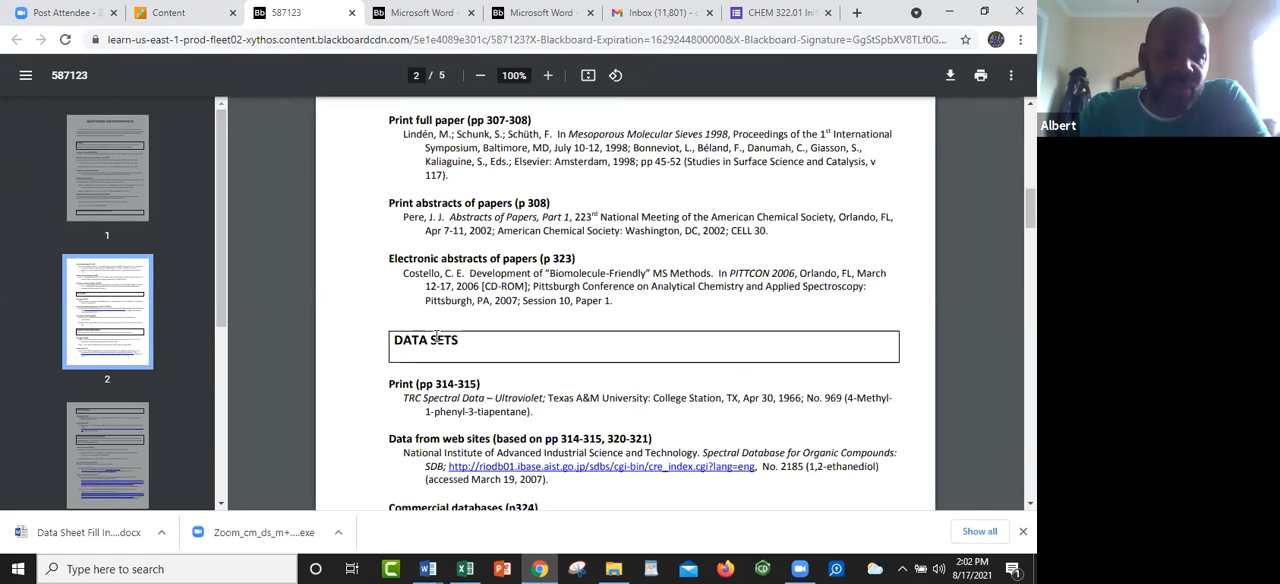 Post Attendee - Z
Content
Bb 587123
Bb Microsoft Word -
Bb Microsoft Word -
Inbox (11,801) - c
CHEM 322.01 Init
learn-us-east-1-prod-fleet02-xythos.content.blackboardcdn.com/5e1e4089e301c/587123?X-Blackboard-Expiration=1629244800000&X-Blackboard-Signature=GgStSpbXV8TLf0G...
587123
2 / 5
100%
Albert
Print full paper (pp 307-308)
Lindén, M.; Schunk, S.; Schüth, F. In Mesoporous Molecular Sieves 1998, Proceedings of the 1st International
Symposium, Baltimore, MD, July 10-12, 1998; Bonneviot, L., Béland, F., Danumah, C., Giasson, S.,
Kaliaguine, S., Eds.; Elsevier: Amsterdam, 1998; pp 45-52 (Studies in Surface Science and Catalysis, v
117).
Print abstracts of papers (p 308)
Pere, J. J. Abstracts of Papers, Part 1, 223rd National Meeting of the American Chemical Society, Orlando, FL,
Apr 7-11, 2002; American Chemical Society: Washington, DC, 2002; CELL 30.
Electronic abstracts of papers (p 323)
Costello, C. E. Development of “Biomolecule-Friendly” MS Methods. In PITTCON 2006, Orlando, FL, March
12-17, 2006 [CD-ROM]; Pittsburgh Conference on Analytical Chemistry and Applied Spectroscopy:
Pittsburgh, PA, 2007; Session 10, Paper 1.
DATA SETS
Print (pp 314-315)
TRC Spectral Data – Ultraviolet; Texas A&M University: College Station, TX, Apr 30, 1966; No. 969 (4-Methyl-
1-phenyl-3-tiapentane).
Data from web sites (based on pp 314-315, 320-321)
National Institute of Advanced Industrial Science and Technology. Spectral Database for Organic Compounds:
SDB; http://riodb01.ibase.aist.go.jp/sdbs/cgi-bin/cre_index.cgi?lang=eng, No. 2185 (1,2-ethanediol)
(accessed March 19, 2007).
Commercial databases (p324)
1
2
Data Sheet Fill In....docx
Zoom_cm_ds_m+....exe
Show all
Type here to search
2:02 PM
8/17/2021